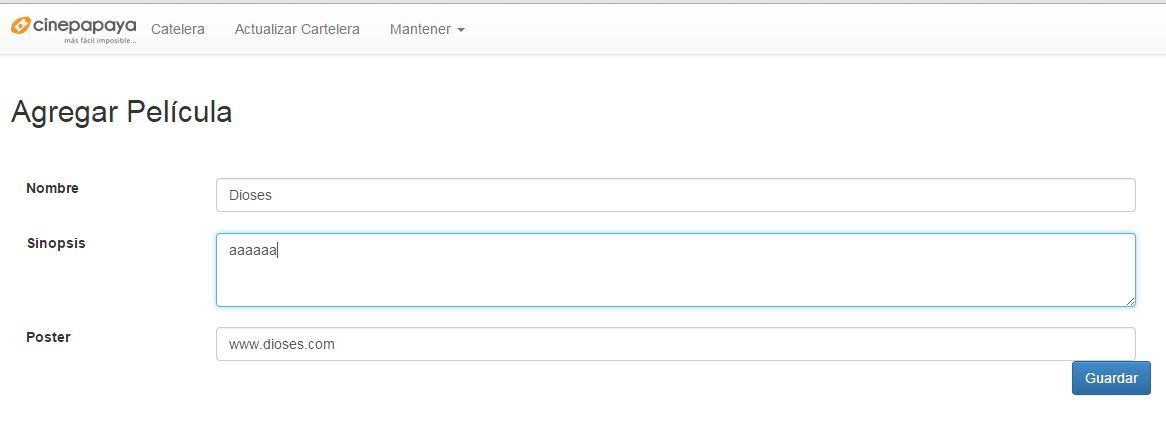 cinepapaya
más fácil imposible...
Catelera Actualizar Cartelera Mantener
Agregar Película
Nombre Dioses
Sinopsis aaaaaa
Poster www.dioses.com
Guardar